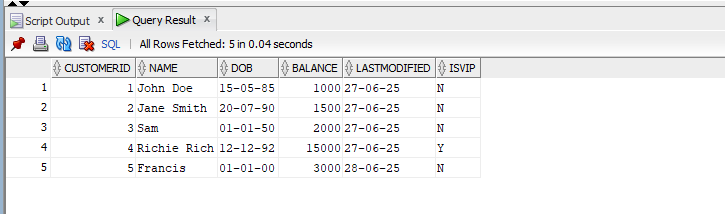 Script Output x Query Result x
SQL | All Rows Fetched: 5 in 0.04 seconds
CUSTOMERID NAME DOB BALANCE LASTMODIFIED ISVIP
1 1 John Doe 15-05-85 1000 27-06-25 N
2 2 Jane Smith 20-07-90 1500 27-06-25 N
3 3 Sam 01-01-50 2000 27-06-25 N
4 4 Richie Rich 12-12-92 15000 27-06-25 Y
5 5 Francis 01-01-00 3000 28-06-25 N